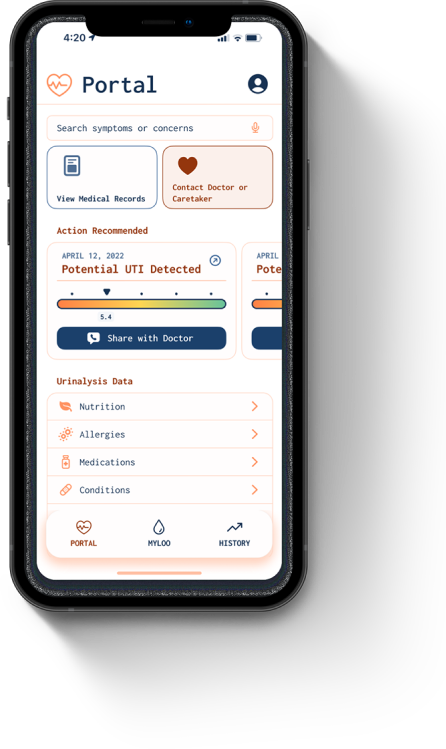 4:20
Portal
Search symptoms or concerns
View Medical Records
Contact Doctor or
Caretaker
Action Recommended
APRIL 12, 2022
Potential UTI Detected
5.4
Share with Doctor
APRIL
Pote
Urinalysis Data
Nutrition
Allergies
Medications
Conditions
PORTAL
MYLOO
HISTORY